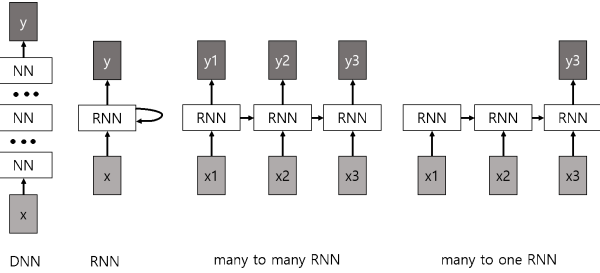 y
NN
NN
NN
x
DNN
y
RNN
x
RNN
y1 y2 y3
RNN RNN RNN
x1 x2 x3
many to many RNN
y3
RNN RNN RNN
x1 x2 x3
many to one RNN